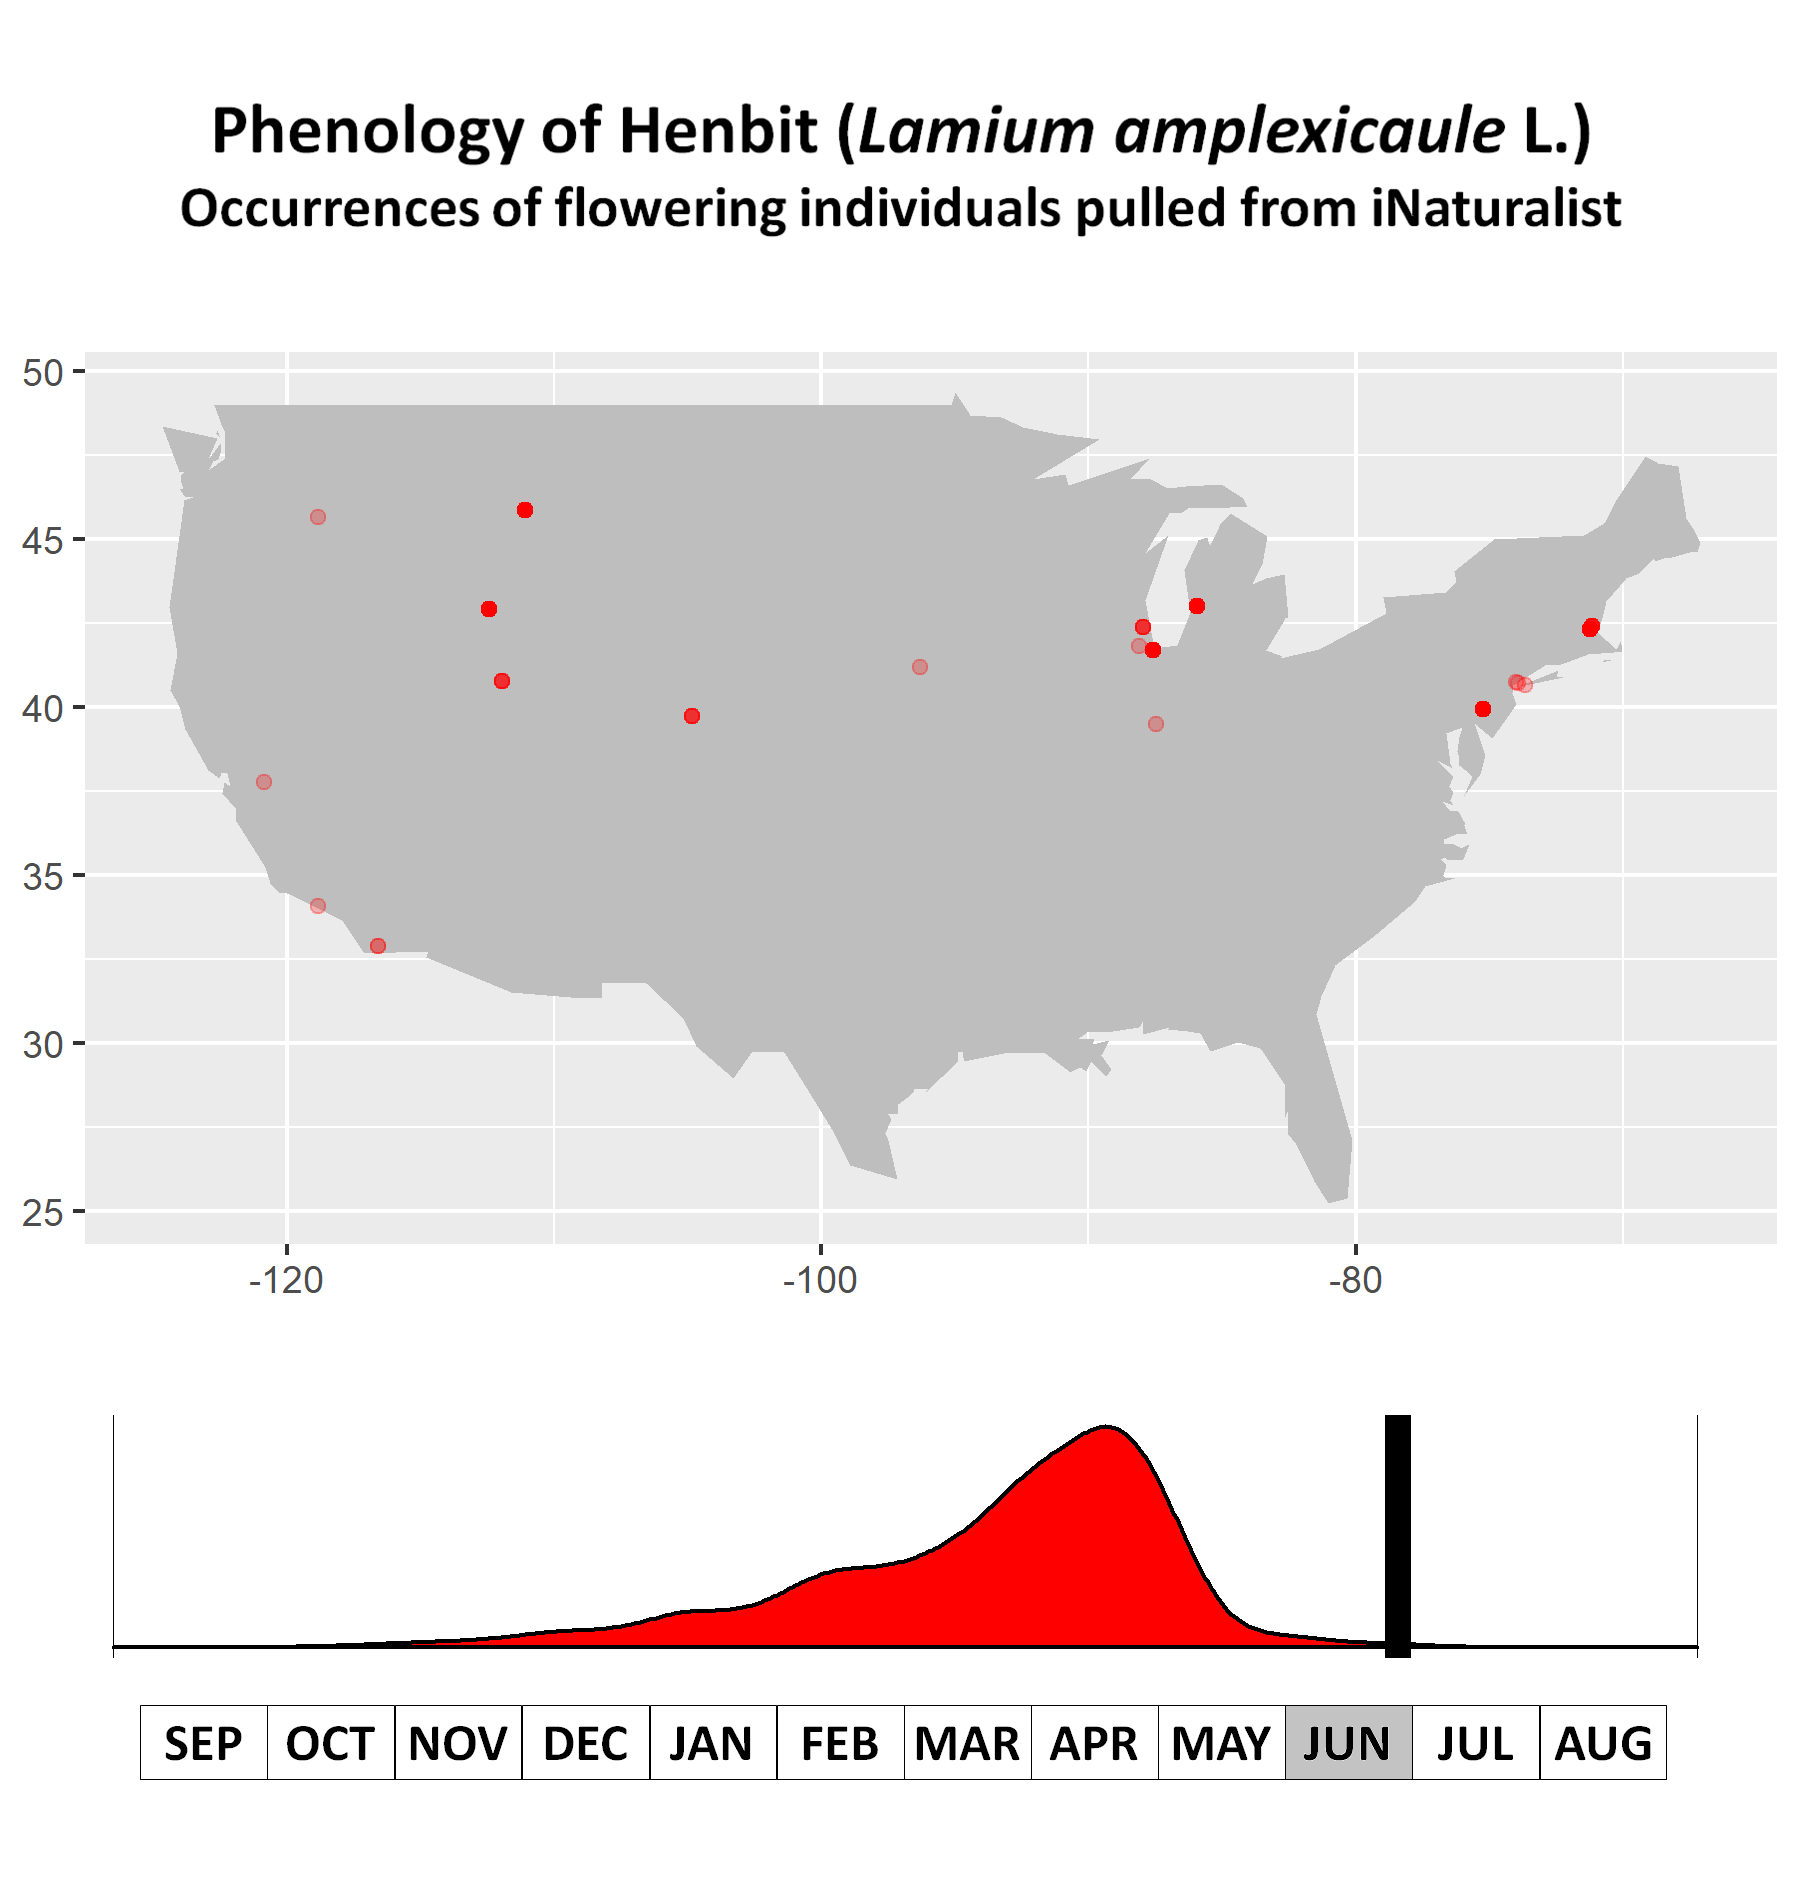 Phenology of Henbit (Lamium amplexicaule L.)
Occurrences of flowering individuals pulled from iNaturalist
50
45
40
35
30
25
-120 -100 -80
SEP OCT NOV DEC JAN FEB MAR APR MAY JUN JUL AUG